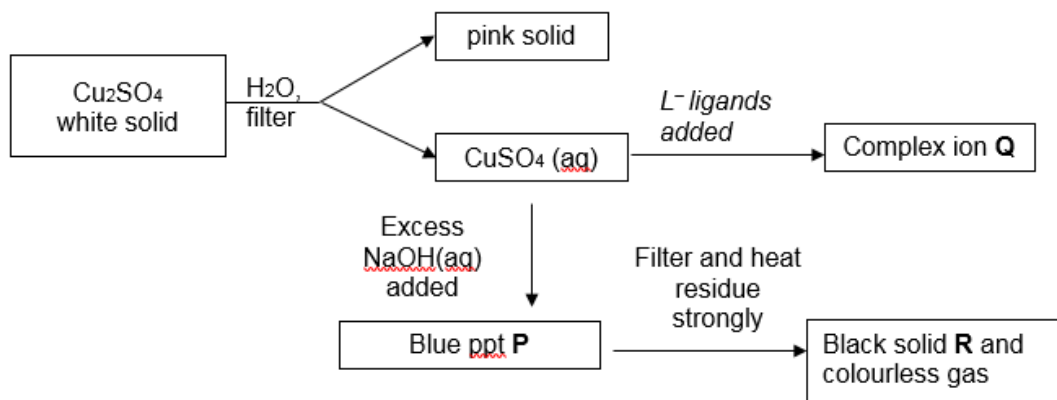 pink solid
Cu₂SO₄
white solid
H₂O,
filter
L⁻ ligands
added
CuSO₄ (aq)
Complex ion Q
Excess
NaOH(aq)
added
Filter and heat
residue
strongly
Blue ppt P
Black solid R and
colourless gas